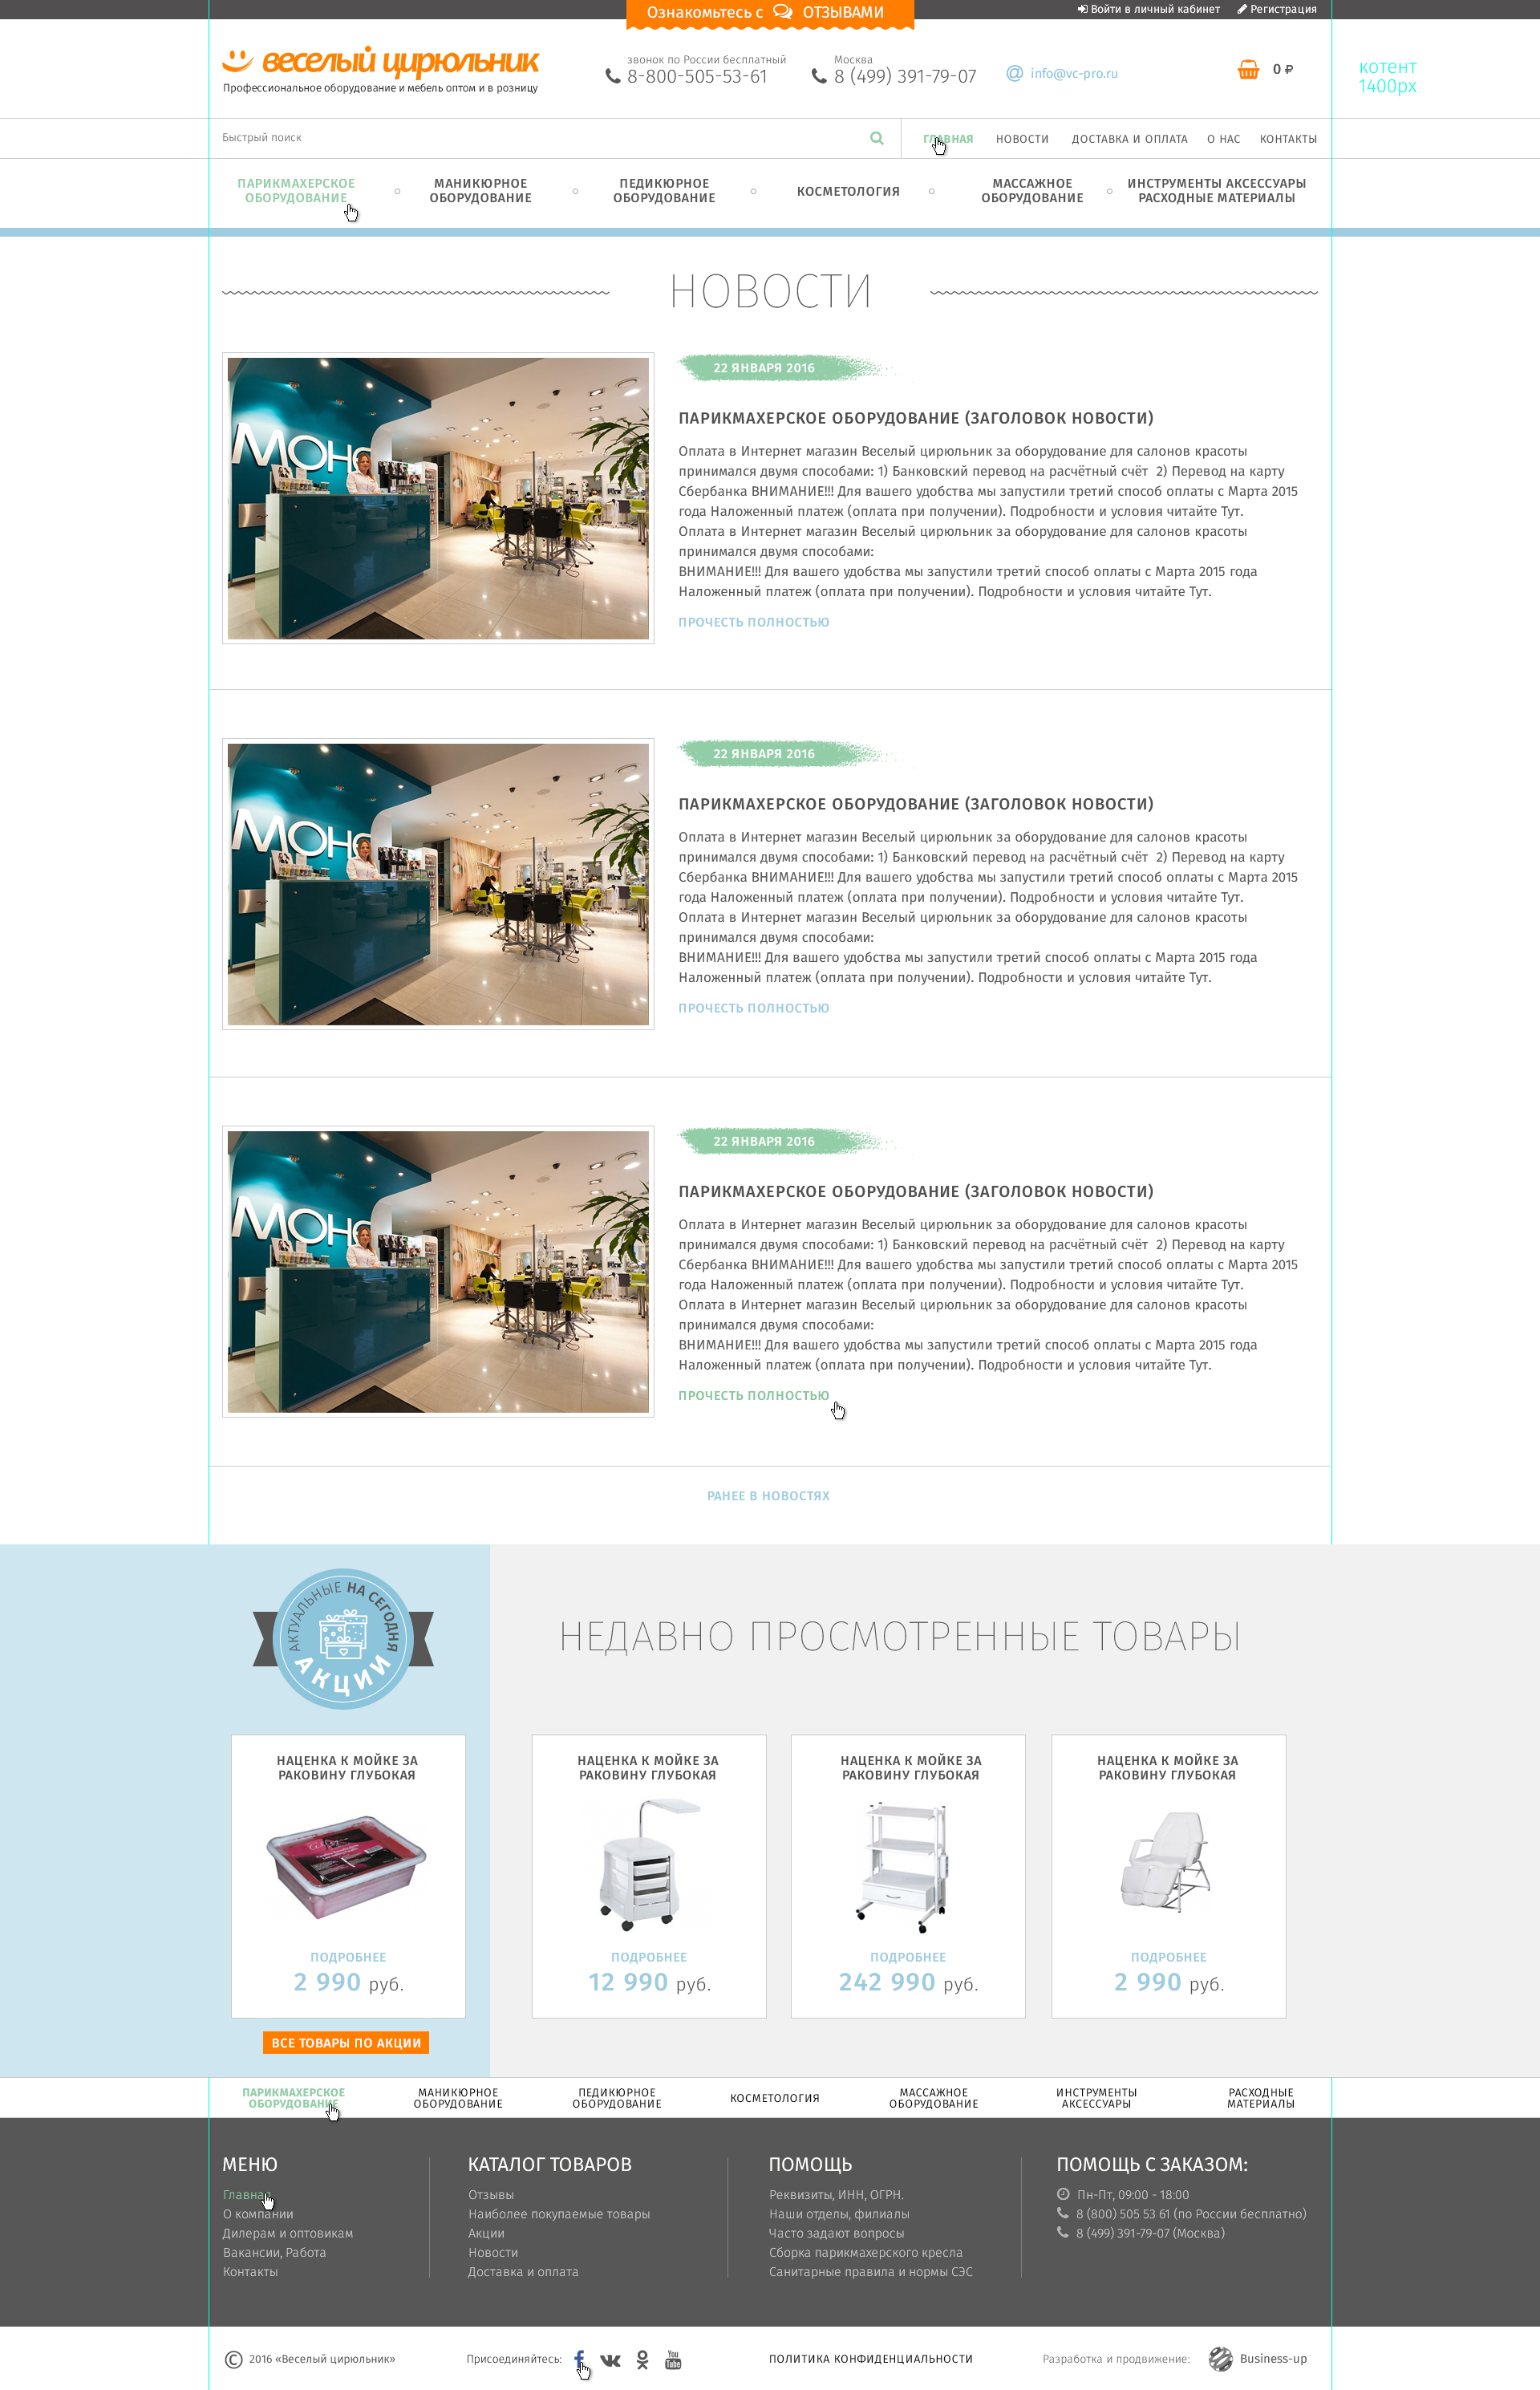 Ознакомьтесь с ОТЗЫВАМИ
Войти в личный кабинет Регистрация
веселый цирюльник
Профессиональное оборудование и мебель оптом и в розницу
звонок по России бесплатный
8-800-505-53-61
Москва
8 (499) 391-79-07
@ info@vc-pro.ru
0 ₽
котент
1400px
Быстрый поиск
ГЛАВНАЯ НОВОСТИ ДОСТАВКА И ОПЛАТА О НАС КОНТАКТЫ
ПАРИКМАХЕРСКОЕ
ОБОРУДОВАНИЕ
МАНИКЮРНОЕ
ОБОРУДОВАНИЕ
ПЕДИКЮРНОЕ
ОБОРУДОВАНИЕ
КОСМЕТОЛОГИЯ
МАССАЖНОЕ
ОБОРУДОВАНИЕ
ИНСТРУМЕНТЫ АКСЕССУАРЫ
РАСХОДНЫЕ МАТЕРИАЛЫ
НОВОСТИ
МОНЭ
22 ЯНВАРЯ 2016
ПАРИКМАХЕРСКОЕ ОБОРУДОВАНИЕ (ЗАГОЛОВОК НОВОСТИ)
Оплата в Интернет магазин Веселый цирюльник за оборудование для салонов красоты
принимался двумя способами: 1) Банковский перевод на расчётный счёт 2) Перевод на карту
Сбербанка ВНИМАНИЕ!!! Для вашего удобства мы запустили третий способ оплаты с Марта 2015
года Наложенный платеж (оплата при получении). Подробности и условия читайте Тут.
Оплата в Интернет магазин Веселый цирюльник за оборудование для салонов красоты
принимался двумя способами:
ВНИМАНИЕ!!! Для вашего удобства мы запустили третий способ оплаты с Марта 2015 года
Наложенный платеж (оплата при получении). Подробности и условия читайте Тут.
ПРОЧЕСТЬ ПОЛНОСТЬЮ
МОНЭ
22 ЯНВАРЯ 2016
ПАРИКМАХЕРСКОЕ ОБОРУДОВАНИЕ (ЗАГОЛОВОК НОВОСТИ)
Оплата в Интернет магазин Веселый цирюльник за оборудование для салонов красоты
принимался двумя способами: 1) Банковский перевод на расчётный счёт 2) Перевод на карту
Сбербанка ВНИМАНИЕ!!! Для вашего удобства мы запустили третий способ оплаты с Марта 2015
года Наложенный платеж (оплата при получении). Подробности и условия читайте Тут.
Оплата в Интернет магазин Веселый цирюльник за оборудование для салонов красоты
принимался двумя способами:
ВНИМАНИЕ!!! Для вашего удобства мы запустили третий способ оплаты с Марта 2015 года
Наложенный платеж (оплата при получении). Подробности и условия читайте Тут.
ПРОЧЕСТЬ ПОЛНОСТЬЮ
МОНЭ
22 ЯНВАРЯ 2016
ПАРИКМАХЕРСКОЕ ОБОРУДОВАНИЕ (ЗАГОЛОВОК НОВОСТИ)
Оплата в Интернет магазин Веселый цирюльник за оборудование для салонов красоты
принимался двумя способами: 1) Банковский перевод на расчётный счёт 2) Перевод на карту
Сбербанка ВНИМАНИЕ!!! Для вашего удобства мы запустили третий способ оплаты с Марта 2015
года Наложенный платеж (оплата при получении). Подробности и условия читайте Тут.
Оплата в Интернет магазин Веселый цирюльник за оборудование для салонов красоты
принимался двумя способами:
ВНИМАНИЕ!!! Для вашего удобства мы запустили третий способ оплаты с Марта 2015 года
Наложенный платеж (оплата при получении). Подробности и условия читайте Тут.
ПРОЧЕСТЬ ПОЛНОСТЬЮ
РАНЕЕ В НОВОСТЯХ
АКТУАЛЬНЫЕ НА СЕГОДНЯ
АКЦИИ
НАЦЕНКА К МОЙКЕ ЗА
РАКОВИНУ ГЛУБОКАЯ
ПОДРОБНЕЕ
2 990 руб.
ВСЕ ТОВАРЫ ПО АКЦИИ
НЕДАВНО ПРОСМОТРЕННЫЕ ТОВАРЫ
НАЦЕНКА К МОЙКЕ ЗА
РАКОВИНУ ГЛУБОКАЯ
ПОДРОБНЕЕ
12 990 руб.
НАЦЕНКА К МОЙКЕ ЗА
РАКОВИНУ ГЛУБОКАЯ
ПОДРОБНЕЕ
242 990 руб.
НАЦЕНКА К МОЙКЕ ЗА
РАКОВИНУ ГЛУБОКАЯ
ПОДРОБНЕЕ
2 990 руб.
ПАРИКМАХЕРСКОЕ
ОБОРУДОВАНИЕ
МАНИКЮРНОЕ
ОБОРУДОВАНИЕ
ПЕДИКЮРНОЕ
ОБОРУДОВАНИЕ
КОСМЕТОЛОГИЯ
МАССАЖНОЕ
ОБОРУДОВАНИЕ
ИНСТРУМЕНТЫ
АКСЕССУАРЫ
РАСХОДНЫЕ
МАТЕРИАЛЫ
МЕНЮ
Главная
О компании
Дилерам и оптовикам
Вакансии, Работа
Контакты
КАТАЛОГ ТОВАРОВ
Отзывы
Наиболее покупаемые товары
Акции
Новости
Доставка и оплата
ПОМОЩЬ
Реквизиты, ИНН, ОГРН.
Наши отделы, филиалы
Часто задают вопросы
Сборка парикмахерского кресла
Санитарные правила и нормы СЭС
ПОМОЩЬ С ЗАКАЗОМ:
Пн-Пт, 09:00 - 18:00
8 (800) 505 53 61 (по России бесплатно)
8 (499) 391-79-07 (Москва)
© 2016 «Веселый цирюльник»
Присоединяйтесь:
You Tube
ПОЛИТИКА КОНФИДЕНЦИАЛЬНОСТИ
Разработка и продвижение: Business-up